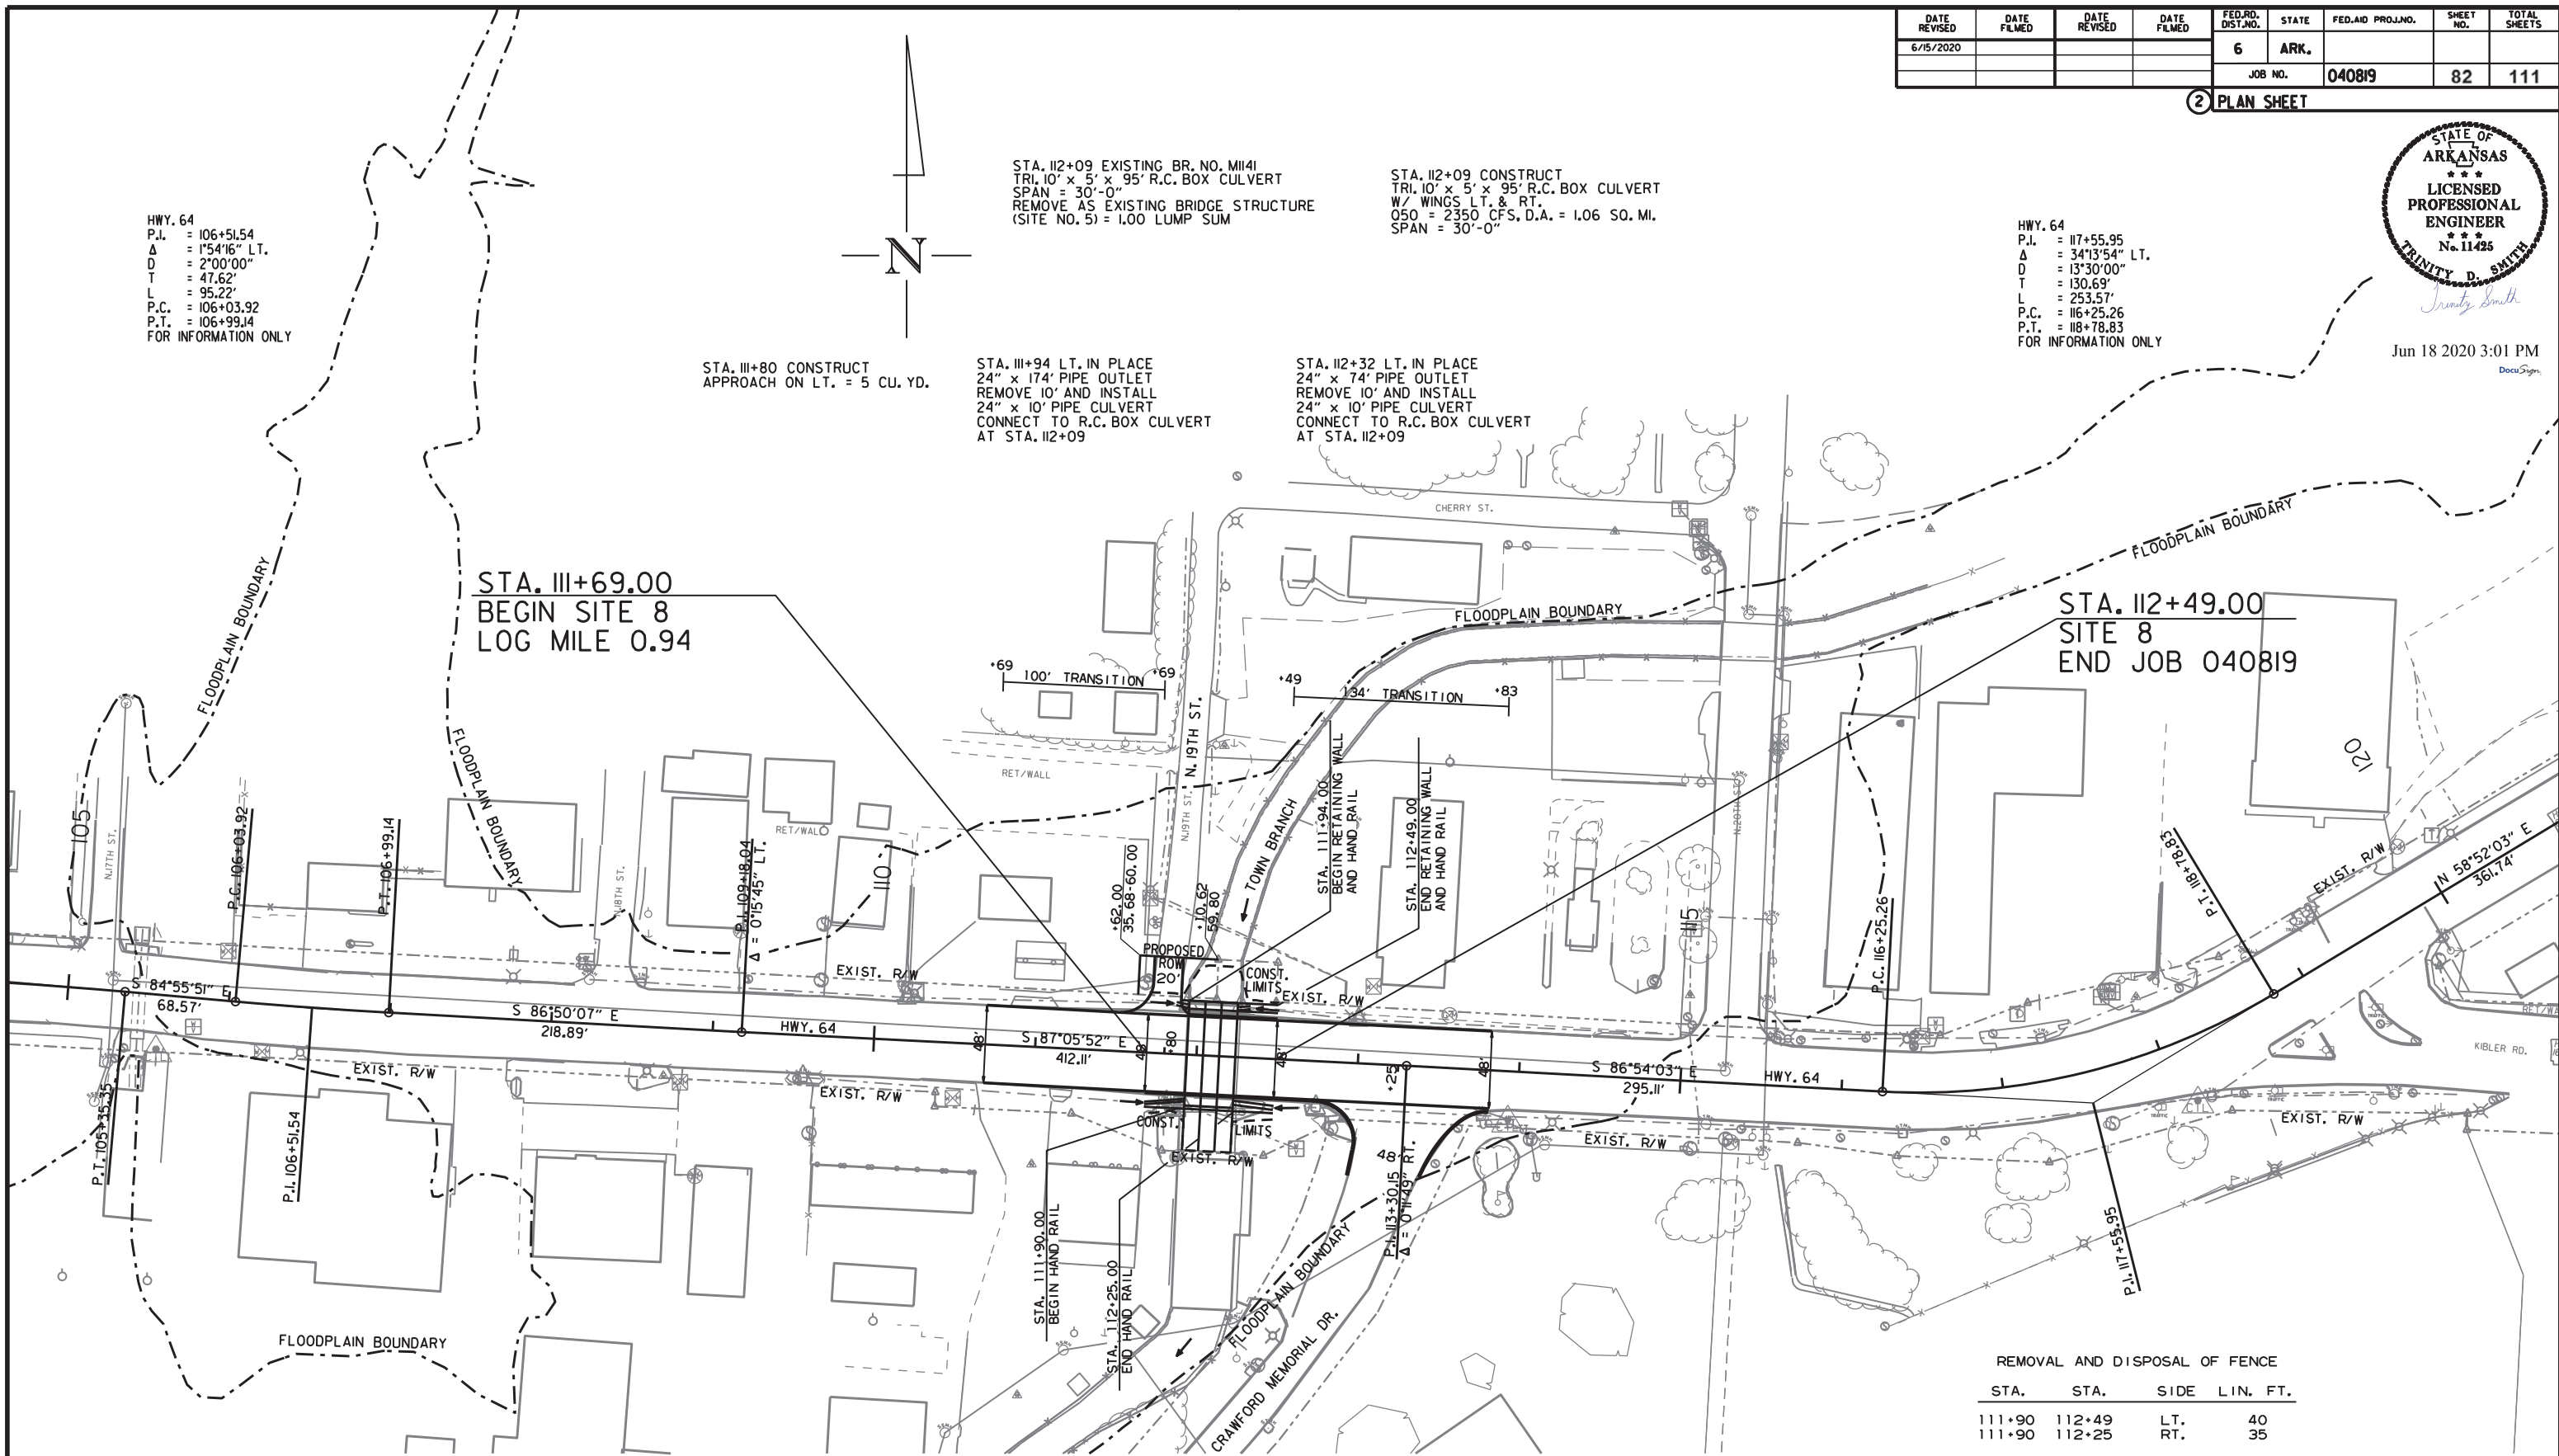 DATE REVISED
DATE FILMED
DATE REVISED
DATE FILMED
FED.RD. DIST.NO.
STATE
FED.AID PROJ.NO.
SHEET NO.
TOTAL SHEETS
6/15/2020
6
ARK.
JOB NO.
040819
82
111
2 PLAN SHEET
STATE OF
ARKANSAS
* * *
LICENSED
PROFESSIONAL
ENGINEER
* * *
No. 11425
TRINITY D. SMITH
Trinity Smith
Jun 18 2020 3:01 PM
DocuSign
HWY. 64
P.I. = 106+51.54
Δ = 1°54'16" LT.
D = 2°00'00"
T = 47.62'
L = 95.22'
P.C. = 106+03.92
P.T. = 106+99.14
FOR INFORMATION ONLY
N
STA. 112+09 EXISTING BR. NO. M1141
TRI. 10' x 5' x 95' R.C. BOX CULVERT
SPAN = 30'-0"
REMOVE AS EXISTING BRIDGE STRUCTURE
(SITE NO. 5) = 1.00 LUMP SUM
STA. 112+09 CONSTRUCT
TRI. 10' x 5' x 95' R.C. BOX CULVERT
W/ WINGS LT. & RT.
Q50 = 2350 CFS, D.A. = 1.06 SQ. MI.
SPAN = 30'-0"
HWY. 64
P.I. = 117+55.95
Δ = 34°13'54" LT.
D = 13°30'00"
T = 130.69'
L = 253.57'
P.C. = 116+25.26
P.T. = 118+78.83
FOR INFORMATION ONLY
STA. 111+80 CONSTRUCT
APPROACH ON LT. = 5 CU. YD.
STA. 111+94 LT. IN PLACE
24" x 174' PIPE OUTLET
REMOVE 10' AND INSTALL
24" x 10' PIPE CULVERT
CONNECT TO R.C. BOX CULVERT
AT STA. 112+09
STA. 112+32 LT. IN PLACE
24" x 74' PIPE OUTLET
REMOVE 10' AND INSTALL
24" x 10' PIPE CULVERT
CONNECT TO R.C. BOX CULVERT
AT STA. 112+09
CHERRY ST.
FLOODPLAIN BOUNDARY
STA. 111+69.00
BEGIN SITE 8
LOG MILE 0.94
STA. 112+49.00
SITE 8
END JOB 040819
FLOODPLAIN BOUNDARY
FLOODPLAIN BOUNDARY
FLOODPLAIN BOUNDARY
+69
100' TRANSITION
+69
+49
134' TRANSITION
+83
N. 19TH ST.
N.19TH ST.
RET/WALL
RET/WALL
TOWN BRANCH
STA. 111+94.00
BEGIN RETAINING WALL
AND HAND RAIL
STA. 112+49.00
END RETAINING WALL
AND HAND RAIL
105
N.17TH ST.
P.C. 106+03.92
P.T. 106+99.14
N.18TH ST.
P.I. 109+18.04
Δ = 0°15'45" LT.
110
+62.00
35.68-60.00
+10.62
59.80
PROPOSED
ROW
20'
CONST.
LIMITS
115
N.20TH ST.
P.C. 116+25.26
P.T. 118+78.83
120
EXIST. R/W
N 58°52'03" E
361.74'
EXIST. R/W
EXIST. R/W
S 84°55'51" E
68.57'
S 86°50'07" E
218.89'
HWY. 64
48'
S 87°05'52" E
412.11'
48'
+80
48'
+25
48'
S 86°54'03" E
295.11'
HWY. 64
RET/WALL
KIBLER RD.
EXIST. R/W
EXIST. R/W
CONST.
LIMITS
EXIST. R/W
EXIST. R/W
EXIST. R/W
P.T. 105+35.35
P.I. 106+51.54
48'
P.I. 113+30.15
Δ = 0°11'49" RT.
P.I. 117+55.95
STA. 111+90.00
BEGIN HAND RAIL
STA. 112+25.00
END HAND RAIL
FLOODPLAIN BOUNDARY
CRAWFORD MEMORIAL DR.
FLOODPLAIN BOUNDARY
REMOVAL AND DISPOSAL OF FENCE
STA. STA. SIDE LIN. FT.
111+90 112+49 LT. 40
111+90 112+25 RT. 35